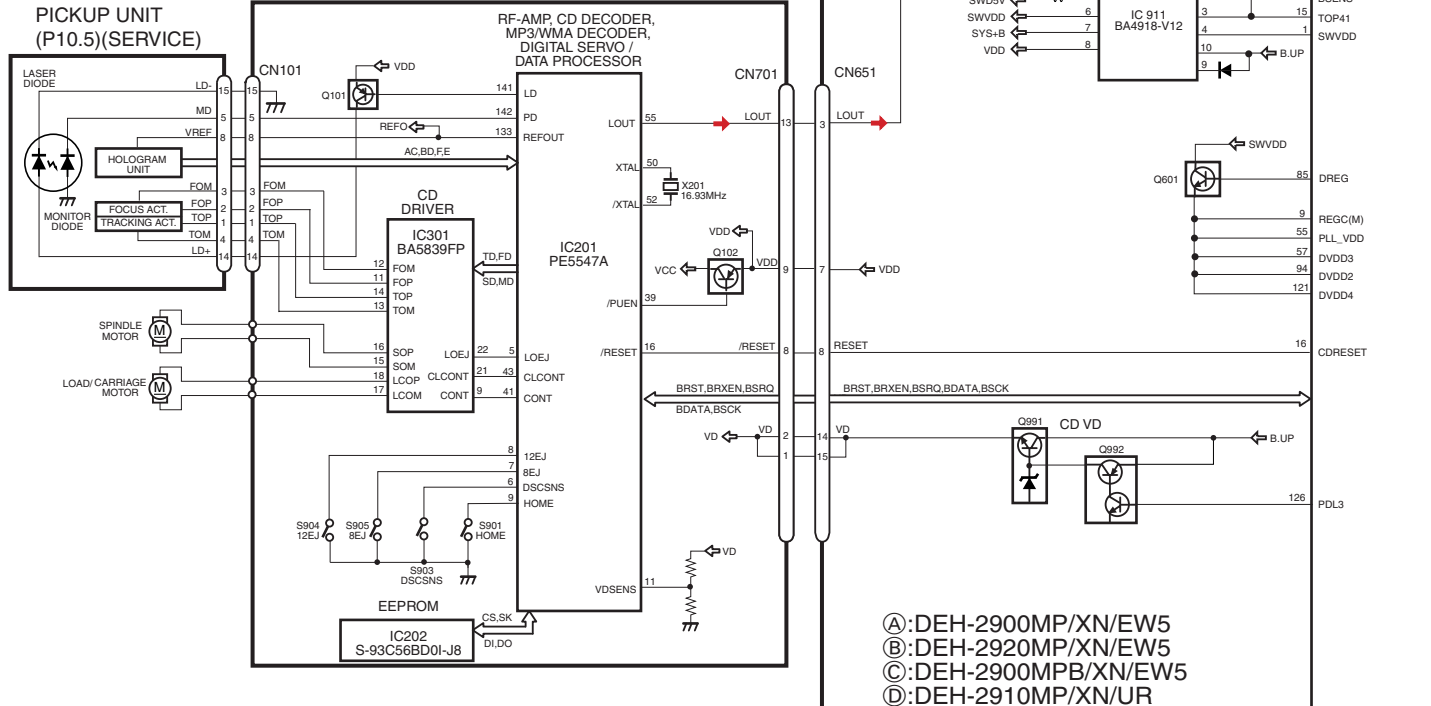 PICKUP UNIT
(P10.5)(SERVICE)
LASER
DIODE
LD-
MD
VREF
HOLOGRAM
UNIT
FOM
FOP
FOCUS ACT.
TRACKING ACT.
TOP
TOM
LD+
MONITOR
DIODE
15
5
8
3
2
1
4
14
CN101
15
5
8
3
2
1
4
14
FOM
FOP
TOP
TOM
Q101
VDD
REFO
AC,BD,F,E
RF-AMP, CD DECODER,
MP3/WMA DECODER,
DIGITAL SERVO /
DATA PROCESSOR
141 LD
142 PD
133 REFOUT
CD
DRIVER
IC301
BA5839FP
12 FOM
11 FOP
14 TOP
13 TOM
16 SOP
15 SOM
18 LCOP
17 LCOM
TD,FD
SD,MD
LOEJ 22 5 LOEJ
CLCONT 21 43 CLCONT
CONT 9 41 CONT
SPINDLE
MOTOR
M
LOAD/CARRIAGE
MOTOR
M
IC201
PE5547A
8 12EJ
7 8EJ
6 DSCSNS
9 HOME
S904
12EJ
S905
8EJ
S903
DSCSNS
S901
HOME
EEPROM
IC202
S-93C56BD0I-J8
CS,SK
DI,DO
LOUT 55
XTAL 50
X201
16.93MHz
/XTAL 52
VDD
Q102
VCC
VDD
/PUEN 39
/RESET 16
/RESET
BRST,BRXEN,BSRQ
BDATA,BSCK
VD
VD
VDSENS 11
VD
CN701
LOUT
13
9
8
2
1
CN651
3
7
8
14
15
LOUT
VDD
RESET
BRST,BRXEN,BSRQ,BDATA,BSCK
VD
Q991
CD VD
Q992
B.UP
SWVDD 6
SYS+B 7
VDD 8
IC 911
BA4918-V12
3
4
10
9
B.UP
15 TOP41
1 SWVDD
SWVDD
Q601
85 DREG
9 REGC(M)
55 PLL_VDD
57 DVDD3
94 DVDD2
121 DVDD4
16 CDRESET
126 PDL3
Ⓐ:DEH-2900MP/XN/EW5
Ⓑ:DEH-2920MP/XN/EW5
Ⓒ:DEH-2900MPB/XN/EW5
Ⓓ:DEH-2910MP/XN/UR